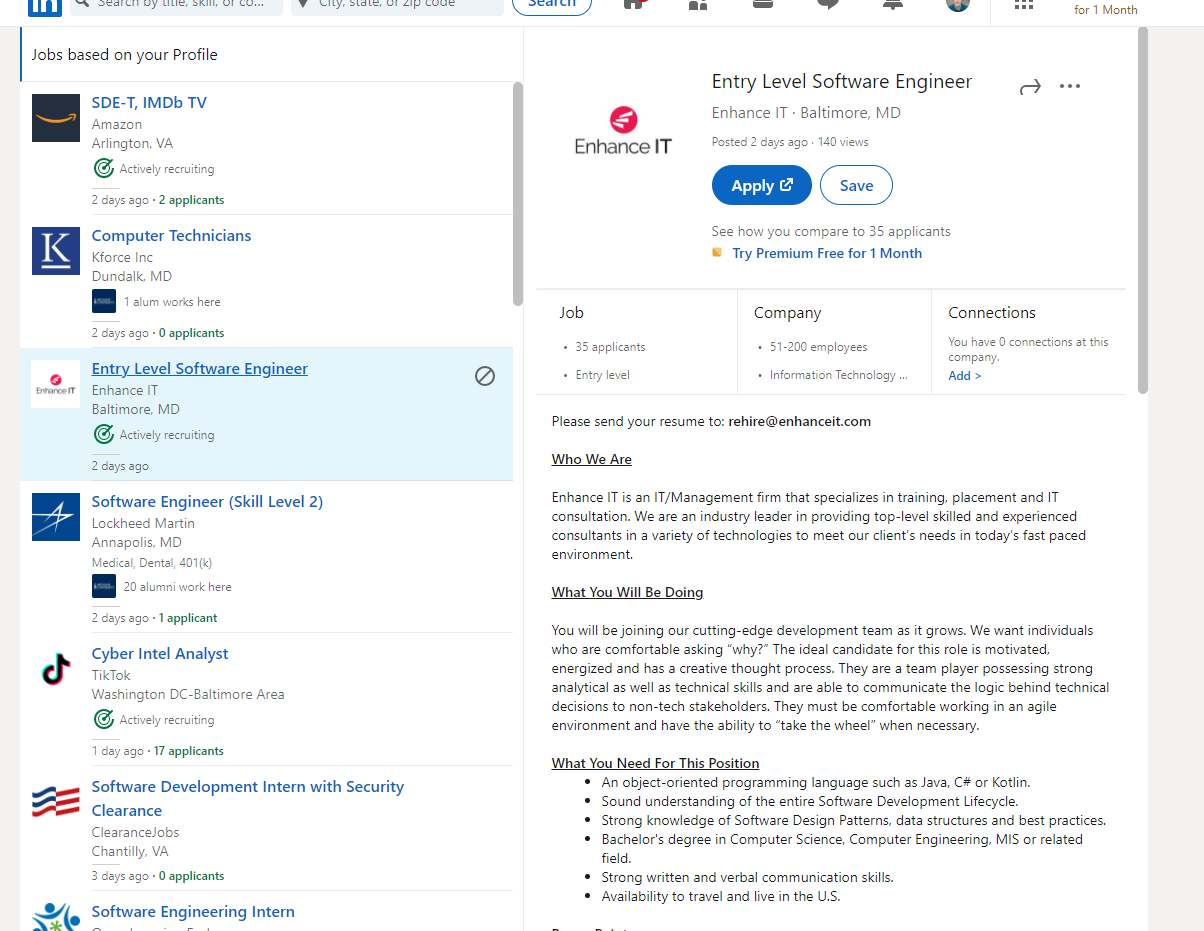 in
Search by title, skill, or co...
City, state, or zip code
Search
for 1 Month
Jobs based on your Profile
SDE-T, IMDb TV
Amazon
Arlington, VA
Actively recruiting
2 days ago · 2 applicants
K
Computer Technicians
Kforce Inc
Dundalk, MD
1 alum works here
2 days ago · 0 applicants
Enhance IT
Entry Level Software Engineer
Enhance IT
Baltimore, MD
Actively recruiting
2 days ago
Software Engineer (Skill Level 2)
Lockheed Martin
Annapolis, MD
Medical, Dental, 401(k)
20 alumni work here
2 days ago · 1 applicant
Cyber Intel Analyst
TikTok
Washington DC-Baltimore Area
Actively recruiting
1 day ago · 17 applicants
Software Development Intern with Security
Clearance
ClearanceJobs
Chantilly, VA
3 days ago · 0 applicants
Software Engineering Intern
Enhance IT
Entry Level Software Engineer
Enhance IT · Baltimore, MD
Posted 2 days ago · 140 views
Apply
Save
See how you compare to 35 applicants
Try Premium Free for 1 Month
Job
• 35 applicants
• Entry level
Company
• 51-200 employees
• Information Technology ...
Connections
You have 0 connections at this
company.
Add >
Please send your resume to: rehire@enhanceit.com
Who We Are
Enhance IT is an IT/Management firm that specializes in training, placement and IT
consultation. We are an industry leader in providing top-level skilled and experienced
consultants in a variety of technologies to meet our client's needs in today's fast paced
environment.
What You Will Be Doing
You will be joining our cutting-edge development team as it grows. We want individuals
who are comfortable asking “why?” The ideal candidate for this role is motivated,
energized and has a creative thought process. They are a team player possessing strong
analytical as well as technical skills and are able to communicate the logic behind technical
decisions to non-tech stakeholders. They must be comfortable working in an agile
environment and have the ability to “take the wheel” when necessary.
What You Need For This Position
• An object-oriented programming language such as Java, C# or Kotlin.
• Sound understanding of the entire Software Development Lifecycle.
• Strong knowledge of Software Design Patterns, data structures and best practices.
• Bachelor's degree in Computer Science, Computer Engineering, MIS or related
field.
• Strong written and verbal communication skills.
• Availability to travel and live in the U.S.